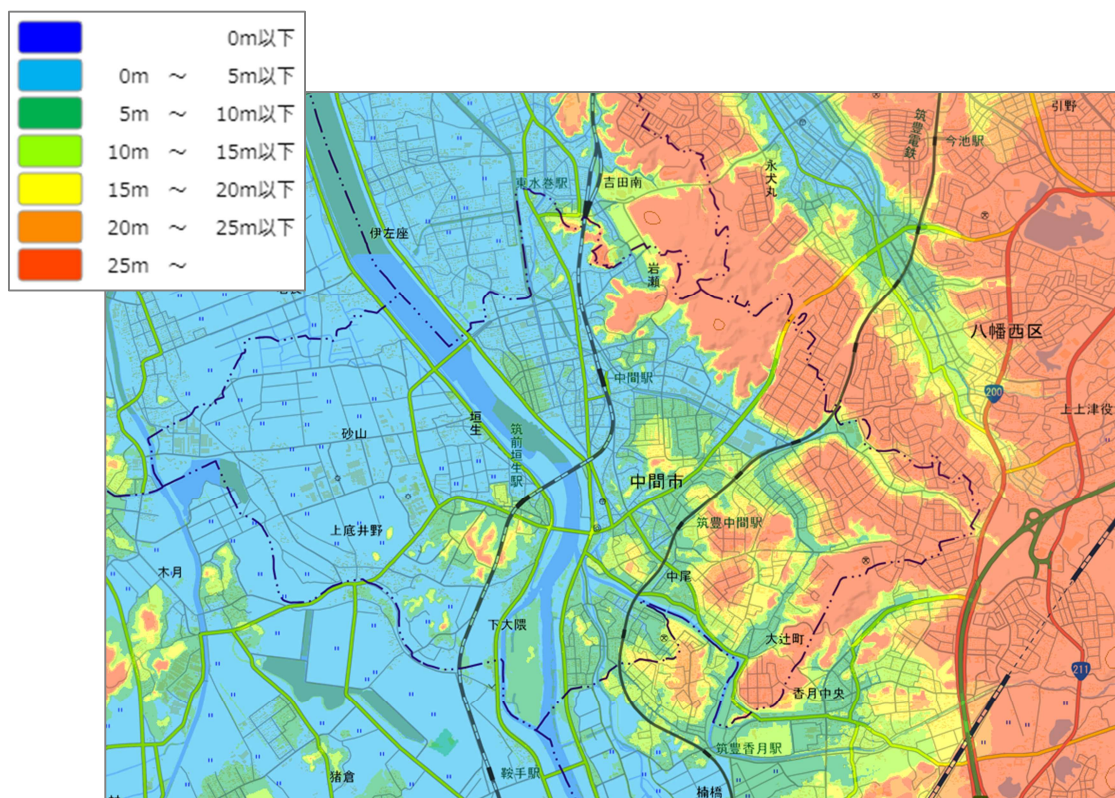 0m以下
0m ～ 5m以下
5m ～ 10m以下
10m ～ 15m以下
15m ～ 20m以下
20m ～ 25m以下
25m ～
引野
筑豊電鉄
今池駅
永犬丸
東水巻駅
吉田南
伊左座
岩瀬
八幡西区
中間駅
200
上上津役
垣生
砂山
筑前垣生駅
中間市
筑豊中間駅
上底井野
木月
中尾
下大隈
大辻町
211
香月中央
筑豊香月駅
猪倉
鞍手駅
楠橋